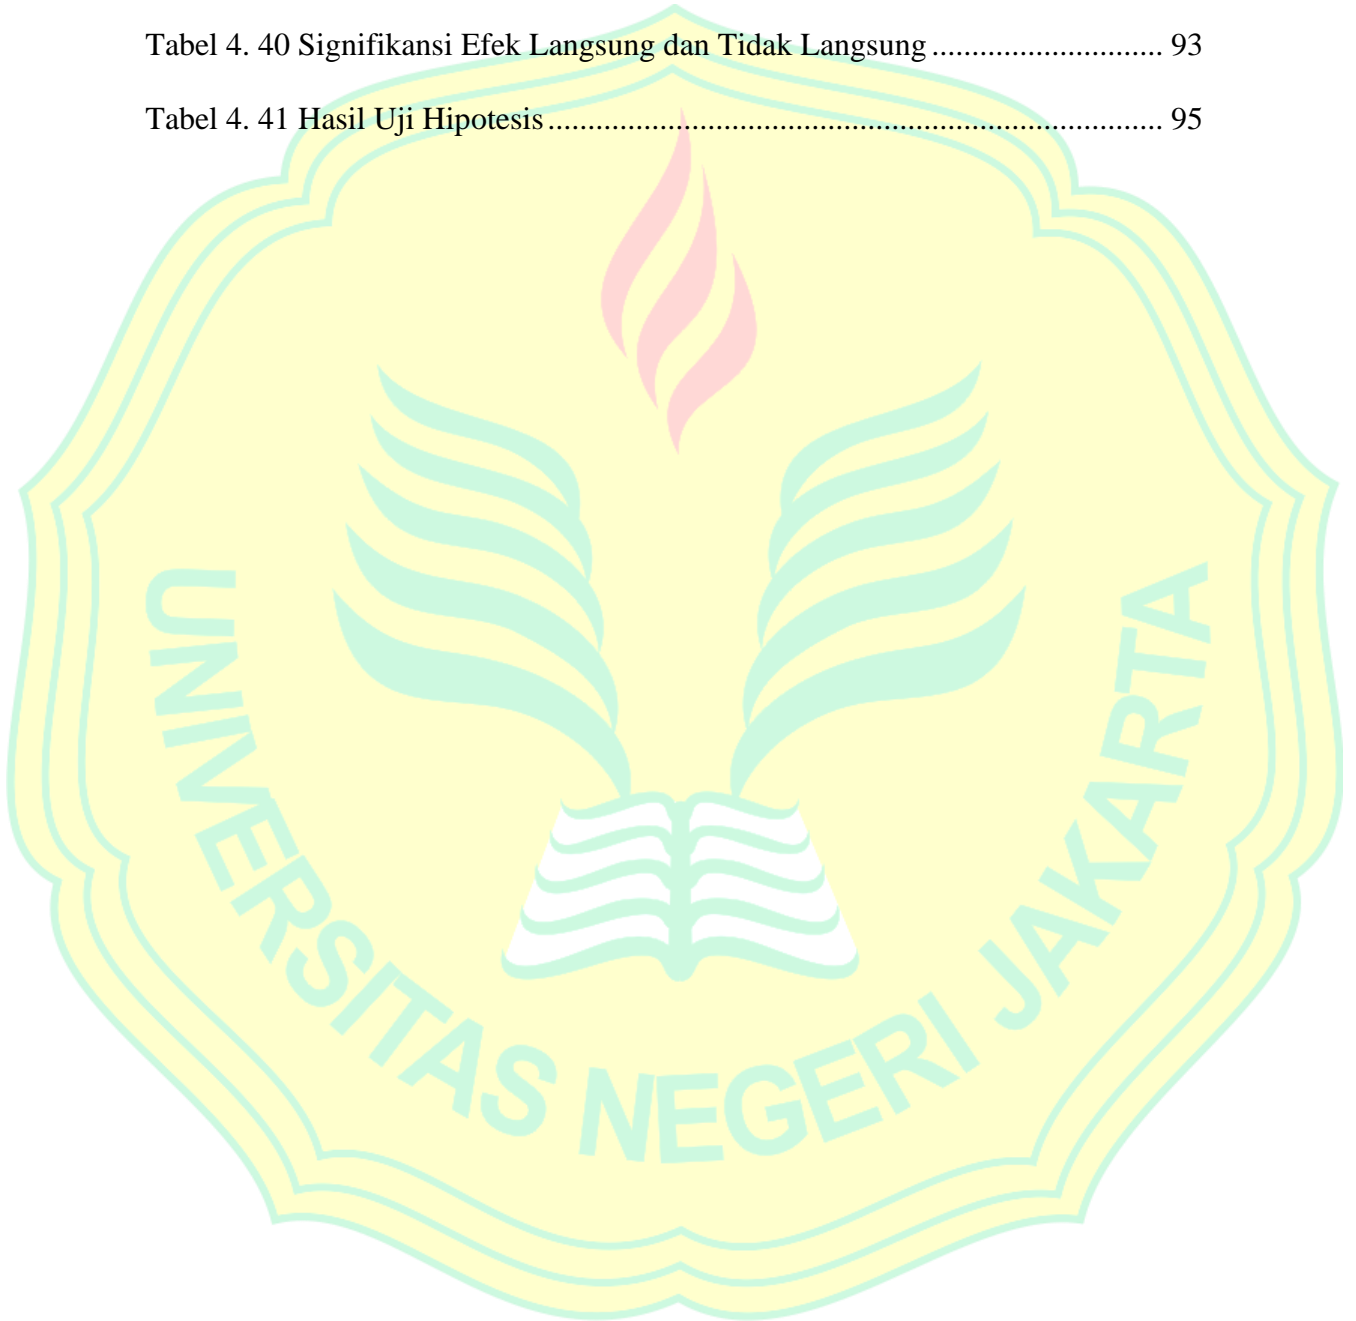 Tabel 4. 40 Signifikansi Efek Langsung dan Tidak Langsung ............................. 93
Tabel 4. 41 Hasil Uji Hipotesis ............................................................................. 95
UNIVERSITAS NEGERI JAKARTA